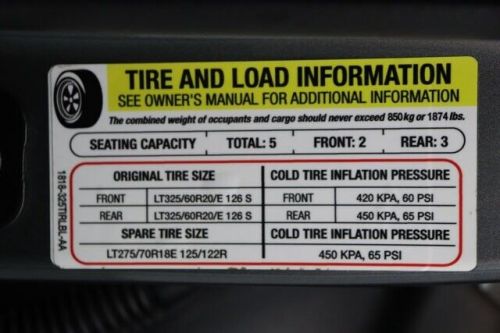 TIRE AND LOAD INFORMATION
SEE OWNER'S MANUAL FOR ADDITIONAL INFORMATION
The combined weight of occupants and cargo should never exceed 850kg or 1874 lbs.
SEATING CAPACITY TOTAL: 5 FRONT: 2 REAR: 3
ORIGINAL TIRE SIZE COLD TIRE INFLATION PRESSURE
FRONT LT325/60R20/E 126 S FRONT 420 KPA, 60 PSI
REAR LT325/60R20/E 126 S REAR 450 KPA, 65 PSI
SPARE TIRE SIZE COLD TIRE INFLATION PRESSURE
LT275/70R18E 125/122R 450 KPA, 65 PSI
1818-325TIRLBL-AA